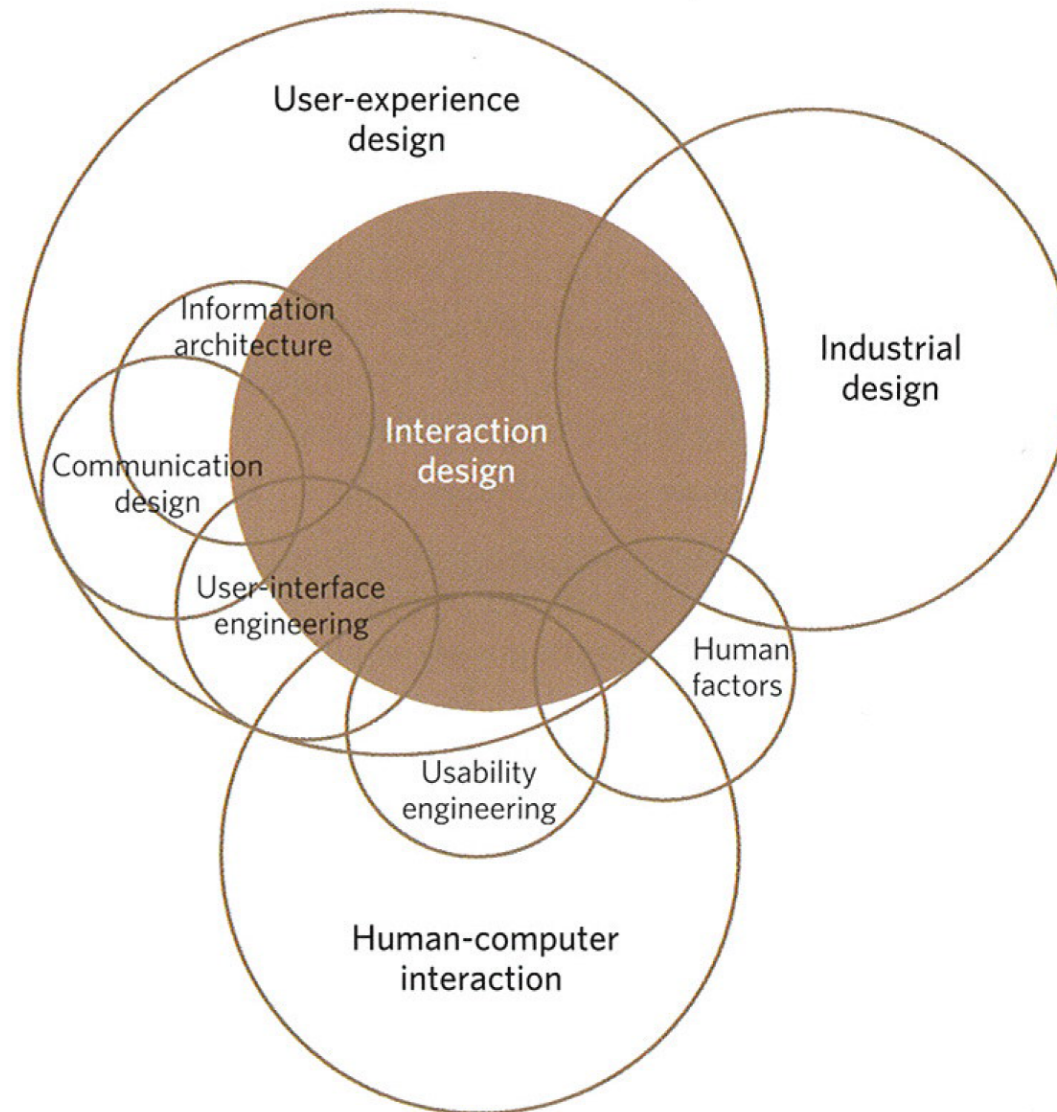 User-experience
design
Information
architecture
Industrial
design
Interaction
design
Communication
design
User-interface
engineering
Human
factors
Usability
engineering
Human-computer
interaction